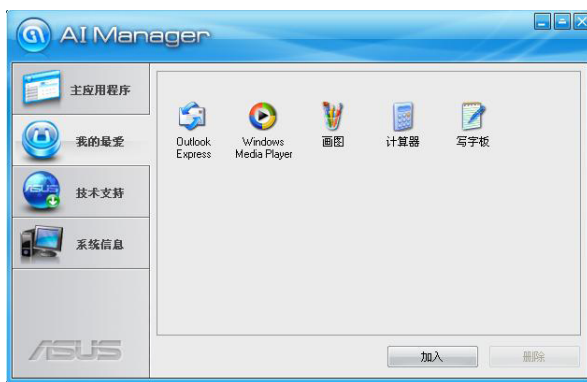 AI Manager
主应用程序
我的最爱
技术支持
系统信息
Outlook
Express
Windows
Media Player
画图
计算器
写字板
ASUS
加入
删除